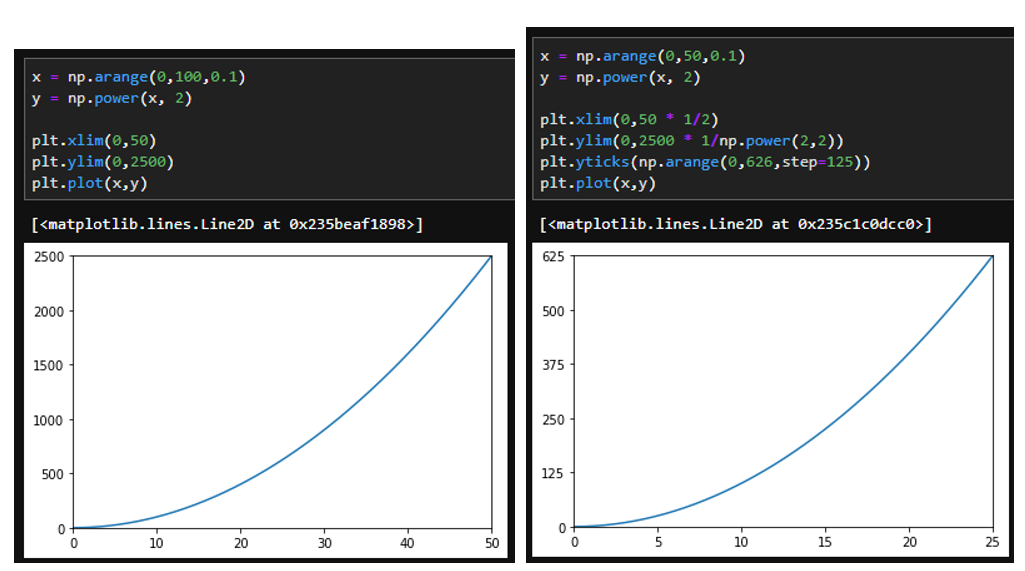 x = np.arange(0,100,0.1)
y = np.power(x, 2)
plt.xlim(0,50)
plt.ylim(0,2500)
plt.plot(x,y)
[<matplotlib.lines.Line2D at 0x235beaf1898>]
2500
2000
1500
1000
500
0
0 10 20 30 40 50
x = np.arange(0,50,0.1)
y = np.power(x, 2)
plt.xlim(0,50 * 1/2)
plt.ylim(0,2500 * 1/np.power(2,2))
plt.yticks(np.arange(0,626,step=125))
plt.plot(x,y)
[<matplotlib.lines.Line2D at 0x235c1c0dcc0>]
625
500
375
250
125
0
0 5 10 15 20 25